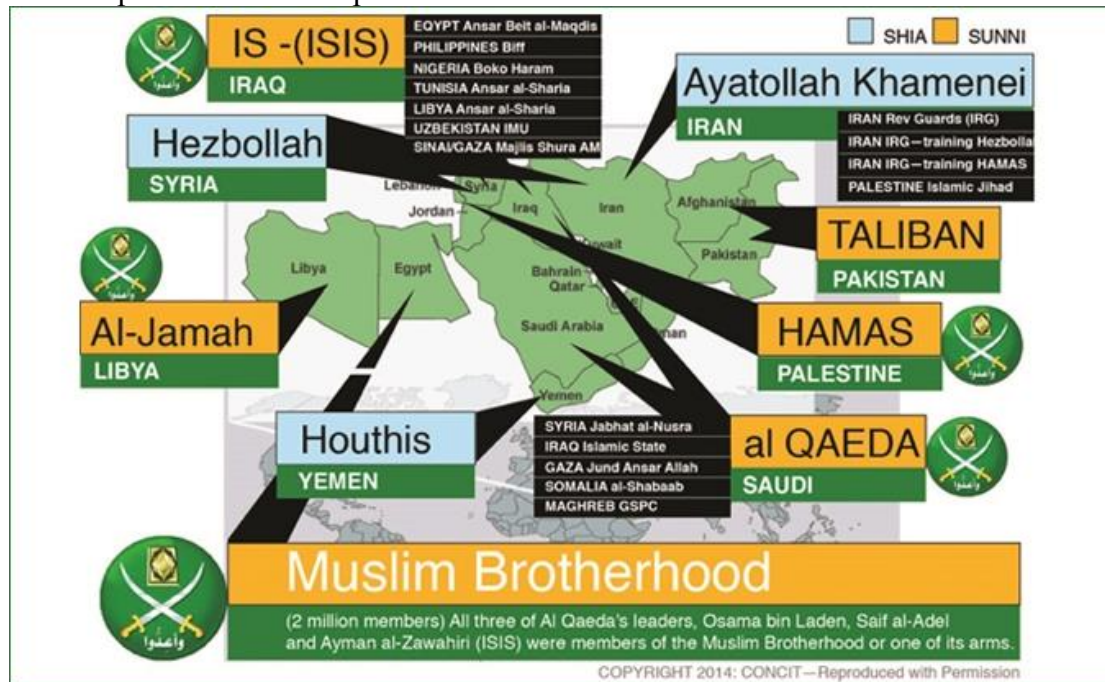 IS -(ISIS)
IRAQ
EQYPT Ansar Beit al-Maqdis
PHILIPPINES Biff
NIGERIA Boko Haram
TUNISIA Ansar al-Sharia
LIBYA Ansar al-Sharia
UZBEKISTAN IMU
SINAI/GAZA Majlis Shura AM
SHIA
SUNNI
Ayatollah Khamenei
IRAN
IRAN Rev Guards (IRG)
IRAN IRG—training Hezbolla
IRAN IRG—training HAMAS
PALESTINE Islamic Jihad
Hezbollah
SYRIA
Lebanon
Syria
Jordan
Iraq
Iran
Afghanistan
Pakistan
Kuwait
Bahrain
Qatar
Libya
Egypt
Saudi Arabia
Oman
Yemen
TALIBAN
PAKISTAN
Al-Jamah
LIBYA
HAMAS
PALESTINE
Houthis
YEMEN
SYRIA Jabhat al-Nusra
IRAQ Islamic State
GAZA Jund Ansar Allah
SOMALIA al-Shabaab
MAGHREB GSPC
al QAEDA
SAUDI
Muslim Brotherhood
(2 million members) All three of Al Qaeda's leaders, Osama bin Laden, Saif al-Adel
and Ayman al-Zawahiri (ISIS) were members of the Muslim Brotherhood or one of its arms.
وأعدوا
COPYRIGHT 2014: CONCIT—Reproduced with Permission